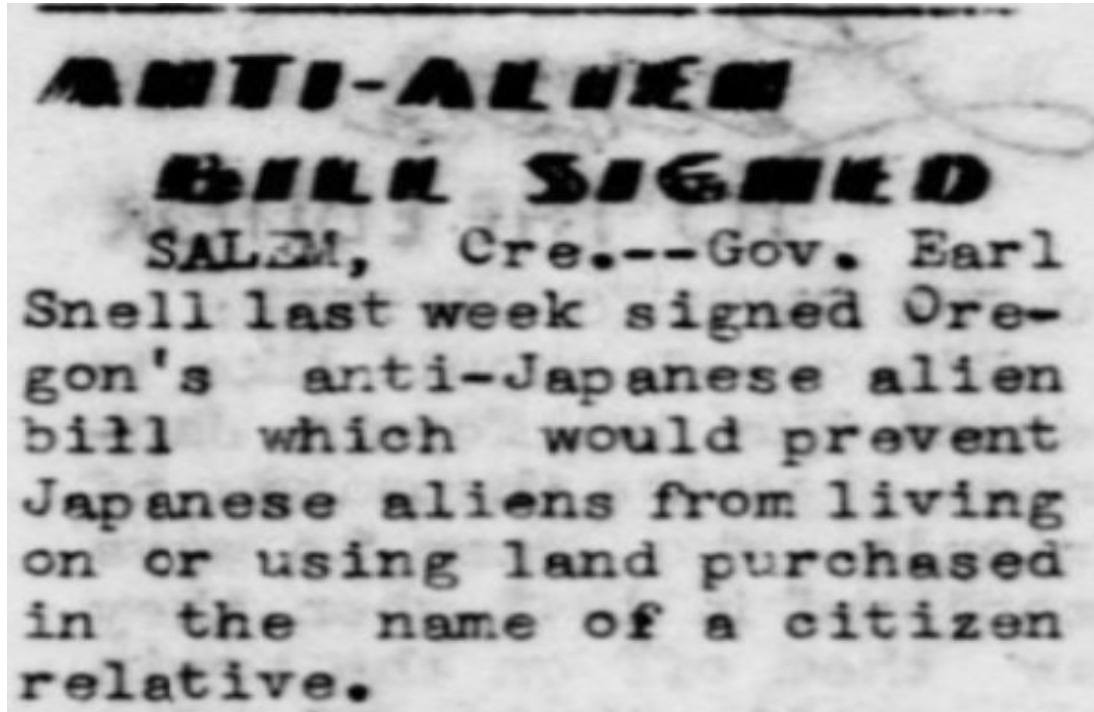 ANTI-ALIEN
BILL SIGNED
SALEM, Ore.--Gov. Earl
Snell last week signed Ore-
gon's anti-Japanese alien
bill which would prevent
Japanese aliens from living
on or using land purchased
in the name of a citizen
relative.